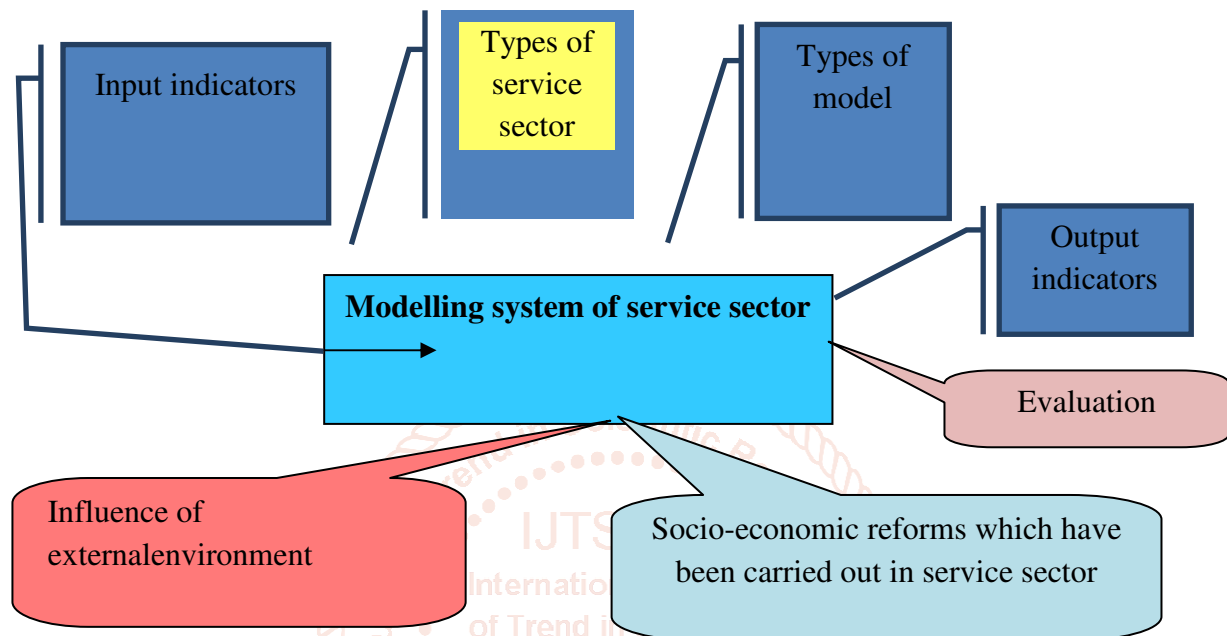 Input indicators
Types of
service
sector
Types of
model
Output
indicators
Modelling system of service sector
Evaluation
Influence of
externalenvironment
Socio-economic reforms which have
been carried out in service sector
IJTS
Internation
of Trend in